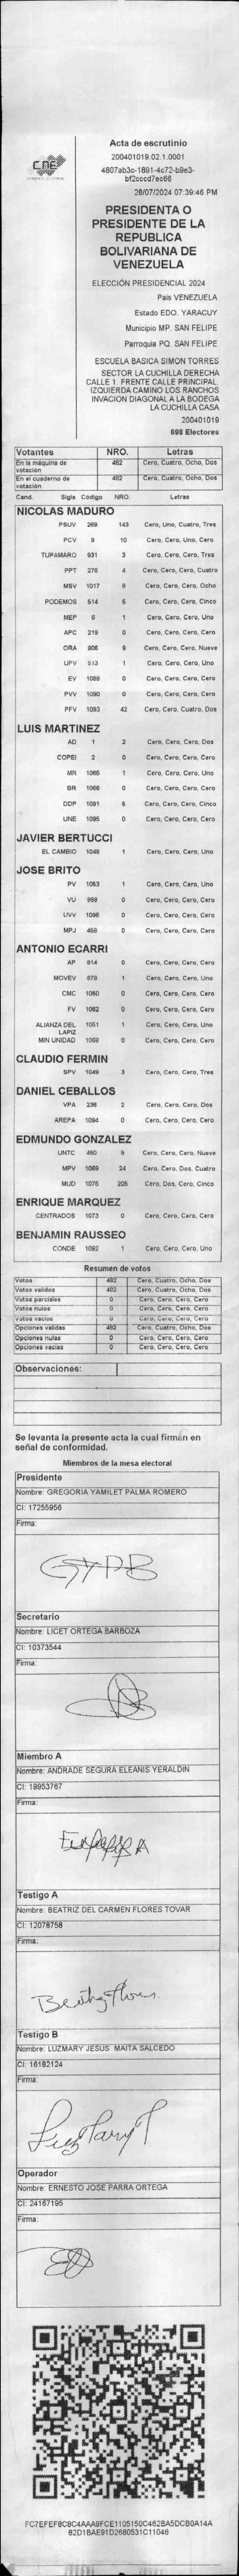 CNE
Acta de escrutinio
200401019.02.1.0001
4807ab3c-1891-4c72-b9e3-
bf2cccd7ec66
28/07/2024 07:39:46 PM
PRESIDENTA O
PRESIDENTE DE LA
REPUBLICA
BOLIVARIANA DE
VENEZUELA
ELECCIÓN PRESIDENCIAL 2024
Pais VENEZUELA
Estado EDO. YARACUY
Municipio MP. SAN FELIPE
Parroquia PQ. SAN FELIPE
ESCUELA BASICA SIMON TORRES
SECTOR LA CUCHILLA DERECHA
CALLE 1. FRENTE CALLE PRINCIPAL.
IZQUIERDA CAMINO LOS RANCHOS
INVACION DIAGONAL A LA BODEGA
LA CUCHILLA CASA
200401019
698 Electores
Votantes NRO. Letras
En la máquina de votación 482 Cero, Cuatro, Ocho, Dos
En el cuaderno de votación 482 Cero, Cuatro, Ocho, Dos
Cand. Sigla Código NRO. Letras
NICOLAS MADURO
PSUV 269 143 Cero, Uno, Cuatro, Tres
PCV 9 10 Cero, Cero, Uno, Cero
TUPAMARO 931 3 Cero, Cero, Cero, Tres
PPT 276 4 Cero, Cero, Cero, Cuatro
MSV 1017 8 Cero, Cero, Cero, Ocho
PODEMOS 514 5 Cero, Cero, Cero, Cinco
MEP 6 1 Cero, Cero, Cero, Uno
APC 219 0 Cero, Cero, Cero, Cero
ORA 906 9 Cero, Cero, Cero, Nueve
UPV 513 1 Cero, Cero, Cero, Uno
EV 1088 0 Cero, Cero, Cero, Cero
PVV 1090 0 Cero, Cero, Cero, Cero
PFV 1093 42 Cero, Cero, Cuatro, Dos
LUIS MARTINEZ
AD 1 2 Cero, Cero, Cero, Dos
COPEI 2 0 Cero, Cero, Cero, Cero
MR 1065 1 Cero, Cero, Cero, Uno
BR 1066 0 Cero, Cero, Cero, Cero
DDP 1091 5 Cero, Cero, Cero, Cinco
UNE 1095 0 Cero, Cero, Cero, Cero
JAVIER BERTUCCI
EL CAMBIO 1048 1 Cero, Cero, Cero, Uno
JOSE BRITO
PV 1053 1 Cero, Cero, Cero, Uno
VU 998 0 Cero, Cero, Cero, Cero
UVV 1096 0 Cero, Cero, Cero, Cero
MPJ 458 0 Cero, Cero, Cero, Cero
ANTONIO ECARRI
AP 914 0 Cero, Cero, Cero, Cero
MOVEV 978 1 Cero, Cero, Cero, Uno
CMC 1050 0 Cero, Cero, Cero, Cero
FV 1062 0 Cero, Cero, Cero, Cero
ALIANZA DEL LAPIZ 1051 1 Cero, Cero, Cero, Uno
MIN UNIDAD 1069 0 Cero, Cero, Cero, Cero
CLAUDIO FERMIN
SPV 1049 3 Cero, Cero, Cero, Tres
DANIEL CEBALLOS
VPA 236 2 Cero, Cero, Cero, Dos
AREPA 1094 0 Cero, Cero, Cero, Cero
EDMUNDO GONZALEZ
UNTC 460 9 Cero, Cero, Cero, Nueve
MPV 1089 24 Cero, Cero, Dos, Cuatro
MUD 1075 205 Cero, Dos, Cero, Cinco
ENRIQUE MARQUEZ
CENTRADOS 1073 0 Cero, Cero, Cero, Cero
BENJAMIN RAUSSEO
CONDE 1092 1 Cero, Cero, Cero, Uno
Resumen de votos
Votos 482 Cero, Cuatro, Ocho, Dos
Votos validos 482 Cero, Cuatro, Ocho, Dos
Votos parciales 0 Cero, Cero, Cero, Cero
Votos nulos 0 Cero, Cero, Cero, Cero
Votos vacios 0 Cero, Cero, Cero, Cero
Opciones validas 482 Cero, Cuatro, Ocho, Dos
Opciones nulas 0 Cero, Cero, Cero, Cero
Opciones vacias 0 Cero, Cero, Cero, Cero
Observaciones:
Se levanta la presente acta la cual firman en
señal de conformidad.
Miembros de la mesa electoral
Presidente
Nombre: GREGORIA YAMILET PALMA ROMERO
CI: 17255956
Firma:
Secretario
Nombre: LICET ORTEGA BARBOZA
CI: 10373544
Firma:
Miembro A
Nombre: ANDRADE SEGURA ELEANIS YERALDIN
CI: 19953767
Firma:
Testigo A
Nombre: BEATRIZ DEL CARMEN FLORES TOVAR
CI: 12078758
Firma:
Testigo B
Nombre: LUZMARY JESUS MAITA SALCEDO
CI: 16182124
Firma:
Operador
Nombre: ERNESTO JOSE PARRA ORTEGA
CI: 24167195
Firma:
FC7EFEFBC8C4AAA9FCE1105150C462BA5DCB0A14A
82D1BAE91D2680531C11046